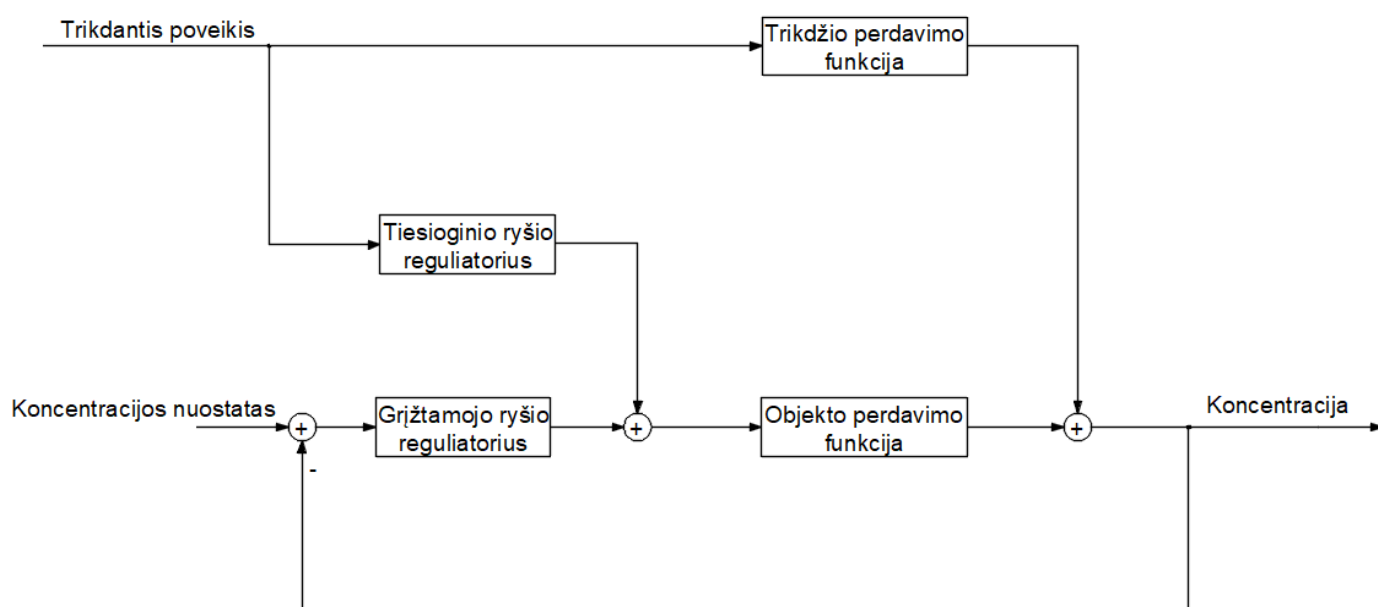 Trikdantis poveikis
Trikdžio perdavimo
funkcija
Tiesioginio ryšio
reguliatorius
Koncentracijos nuostatas
+
-
Grįžtamojo ryšio
reguliatorius
+
Objekto perdavimo
funkcija
+
Koncentracija